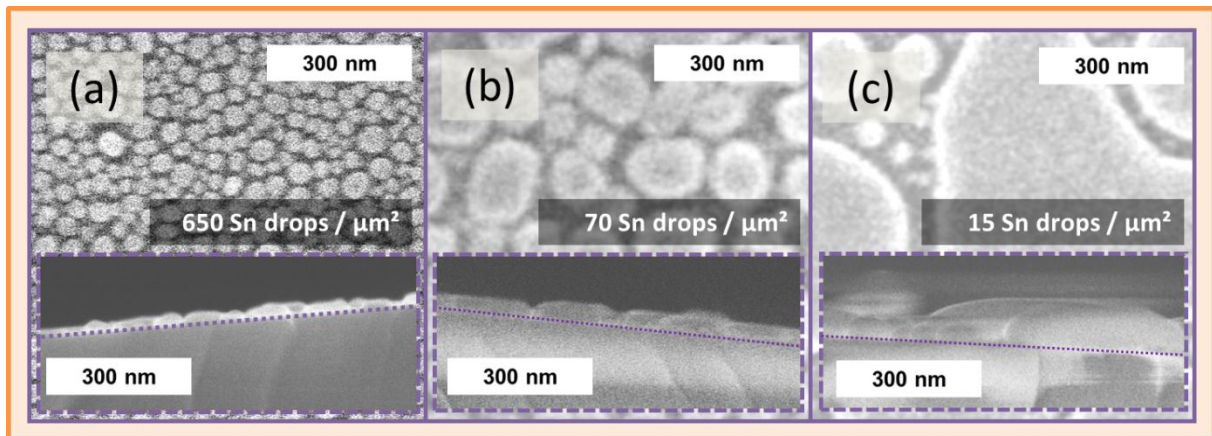 (a)
300 nm
650 Sn drops / µm²
300 nm
(b)
300 nm
70 Sn drops / µm²
300 nm
(c)
300 nm
15 Sn drops / µm²
300 nm